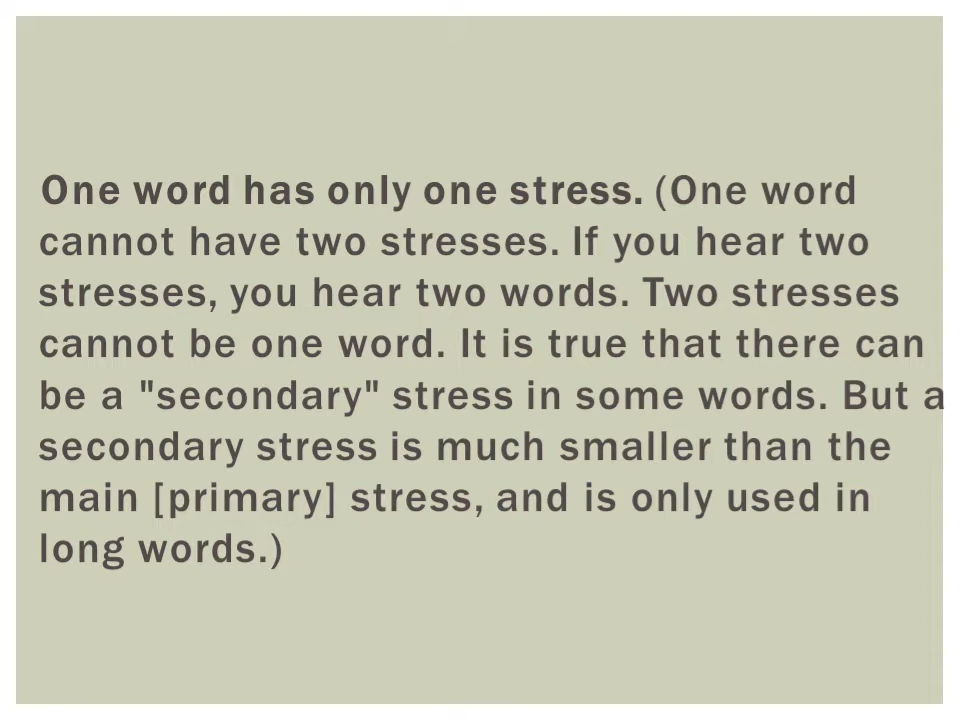 One word has only one stress. (One word
cannot have two stresses. If you hear two
stresses, you hear two words. Two stresses
cannot be one word. It is true that there can
be a "secondary" stress in some words. But a
secondary stress is much smaller than the
main [primary] stress, and is only used in
long words.)